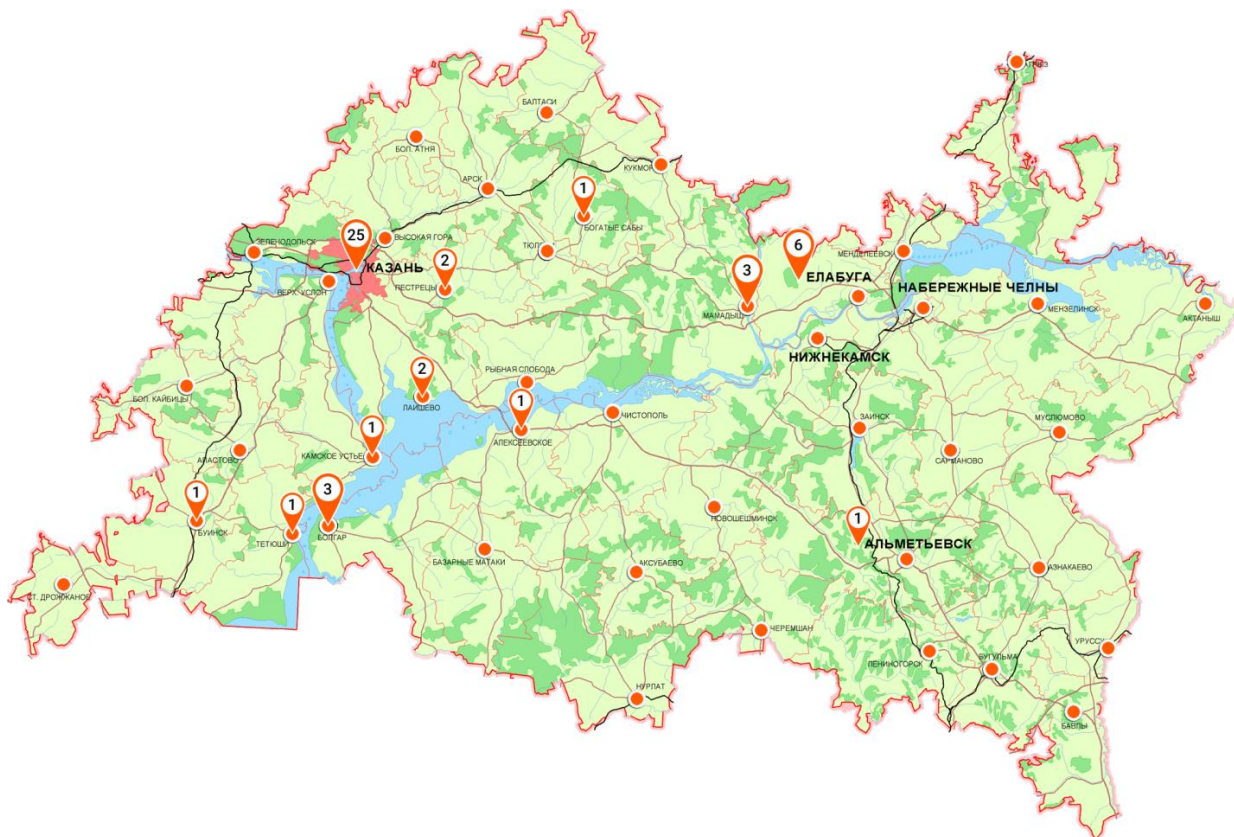 БАЛТАСИ
БОЛ. АТНЯ
КУКМОР
АРСК
1
БОГАТЫЕ САБЫ
25
ВЫСОКАЯ ГОРА
ЗЕЛЕНОДОЛЬСК
6
МЕНДЕЛЕЕВСК
2
3
КАЗАНЬ
ЕЛАБУГА
ВЕРХ. УСЛОН
ПЕСТРЕЦЫ
НАБЕРЕЖНЫЕ ЧЕЛНЫ
МАМАДЫШ
МЕНЗЕЛИНСК
АКТАНЫШ
НИЖНЕКАМСК
2
РЫБНАЯ СЛОБОДА
БОЛ. КАЙБИЦЫ
1
ЛАИШЕВО
ЧИСТОПОЛЬ
ЗАИНСК
МУСЛЮМОВО
1
АЛЕКСЕЕВСКОЕ
АПАСТОВО
КАМСКОЕ УСТЬЕ
САРМАНОВО
1
3
1
НОВОШЕШМИНСК
1
БУИНСК
ТЕТЮШИ
БОЛГАР
АЛЬМЕТЬЕВСК
БАЗАРНЫЕ МАТАКИ
АКСУБАЕВО
АЗНАКАЕВО
СТ. ДРОЖЖАНОЕ
ЧЕРЕМШАН
УРУССУ
ЛЕНИНОГОРСК
БУГУЛЬМА
НУРЛАТ
БАВЛЫ